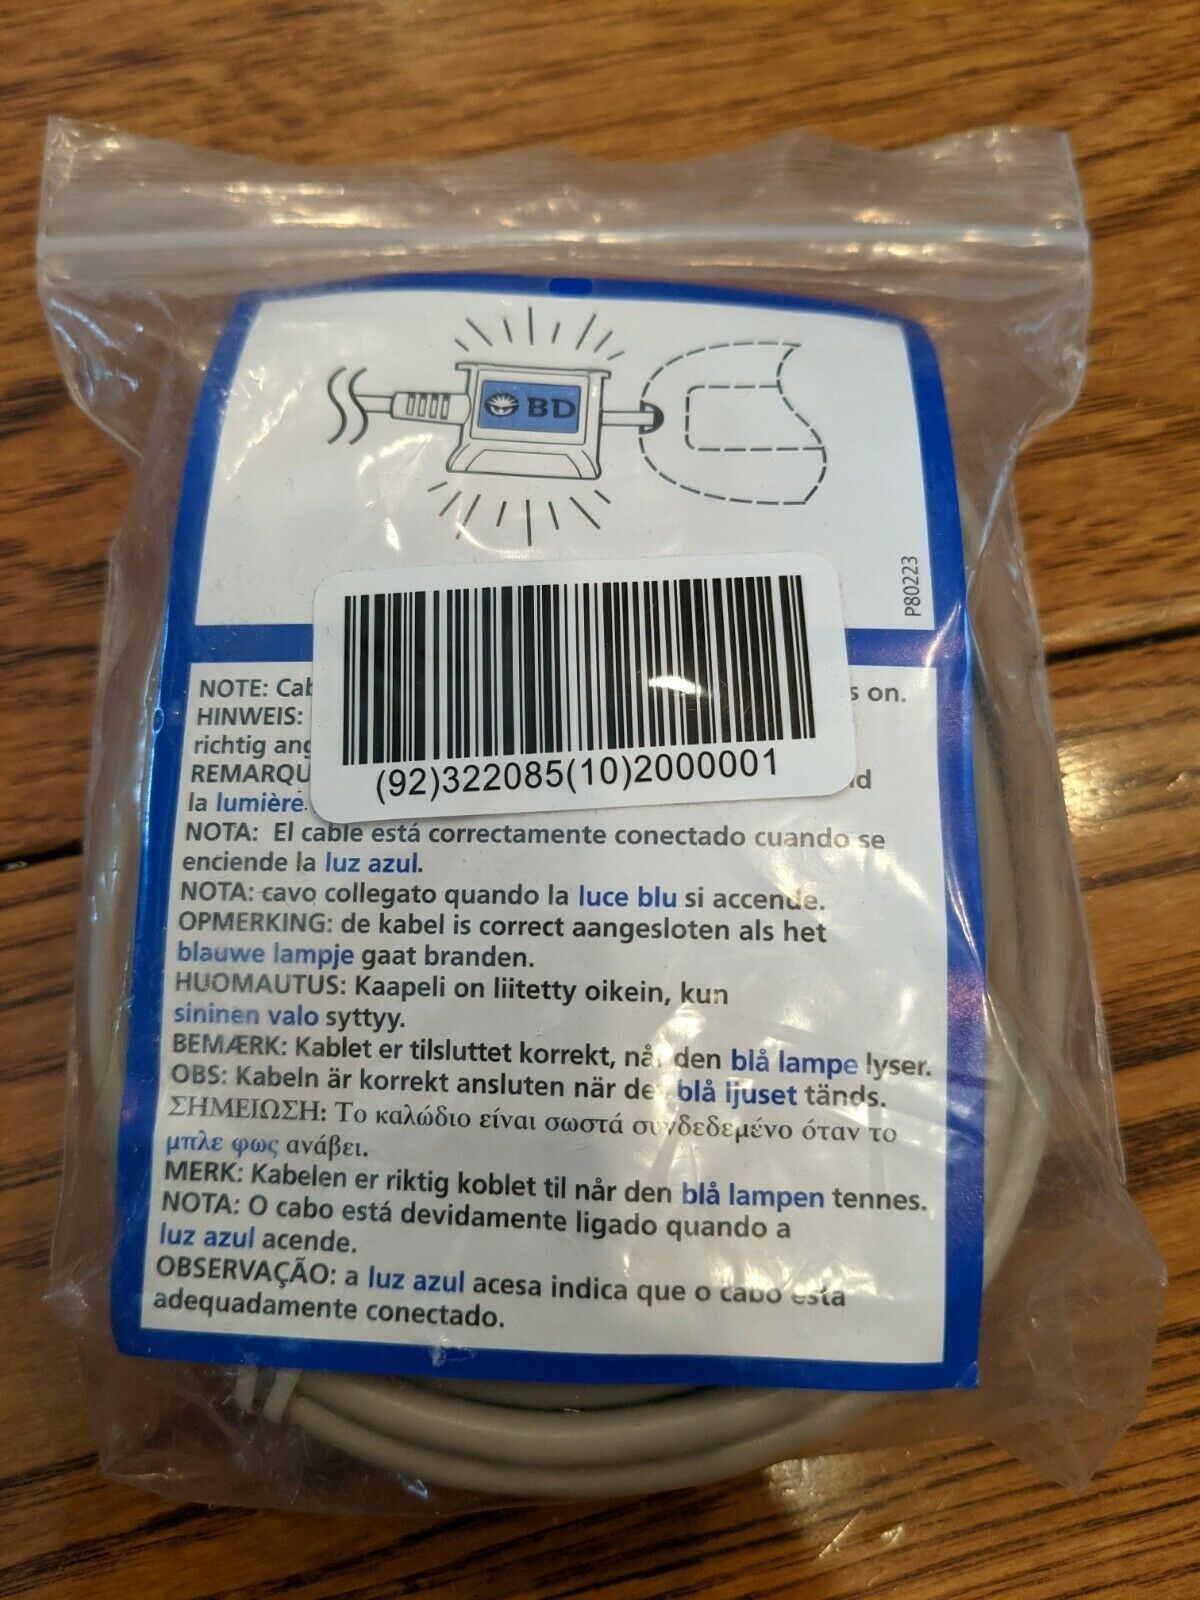 BD
P80223
NOTE: s on.
HINWEIS:
richtig
la lumière.
(92)322085(10)2000001
NOTA: El cable está correctamente conectado cuando se
enciende la luz azul.
NOTA: cavo collegato quando la luce blu si accende.
OPMERKING: de kabel is correct aangesloten als het
blauwe lampje gaat branden.
HUOMAUTUS: Kaapeli on liitetty oikein, kun
sininen valo syttyy.
BEMÆRK: Kablet er tilsluttet korrekt, når den blå lampe lyser.
OBS: Kabeln är korrekt ansluten när det blå ljuset tänds.
ΣΗΜΕΙΩΣΗ: Το καλώδιο είναι σωστά συνδεδεμένο όταν το
μπλε φως ανάβει.
MERK: Kabelen er riktig koblet til når den blå lampen tennes.
NOTA: O cabo está devidamente ligado quando a
luz azul acende.
OBSERVAÇÃO: a luz azul acesa indica que o cabo está
adequadamente conectado.